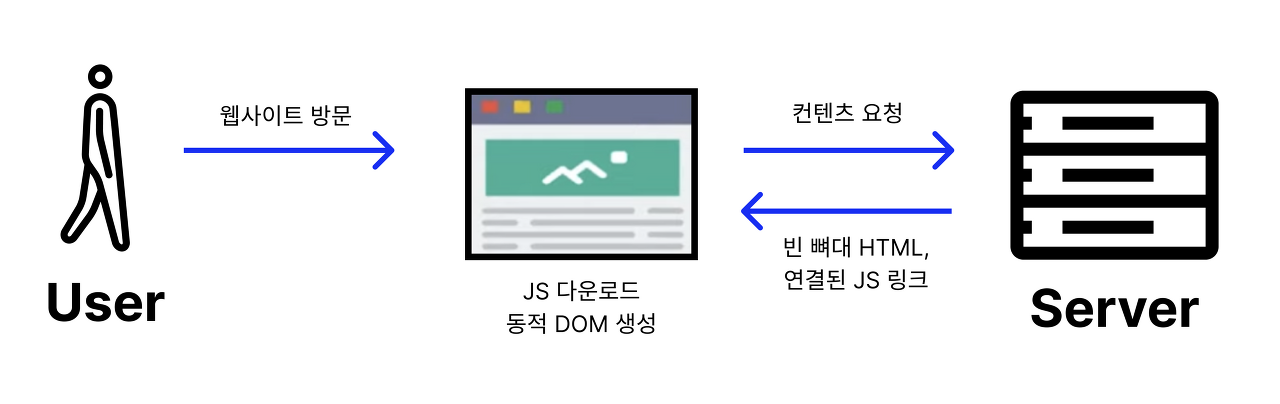 웹사이트 방문
컨텐츠 요청
빈 뼈대 HTML,
연결된 JS 링크
JS 다운로드
동적 DOM 생성
User
Server